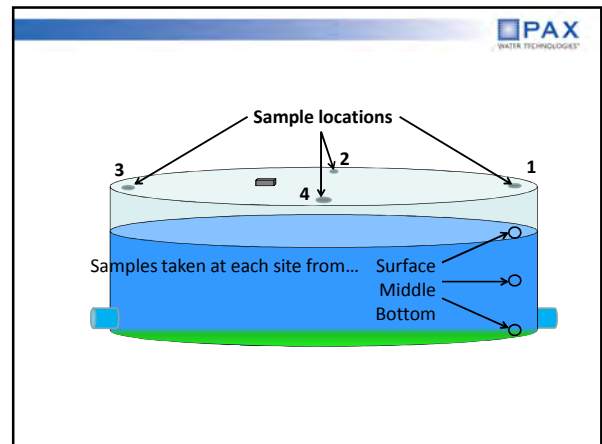 PAX
WATER TECHNOLOGIES
Sample locations
3
2
1
4
Samples taken at each site from... Surface
Middle
Bottom